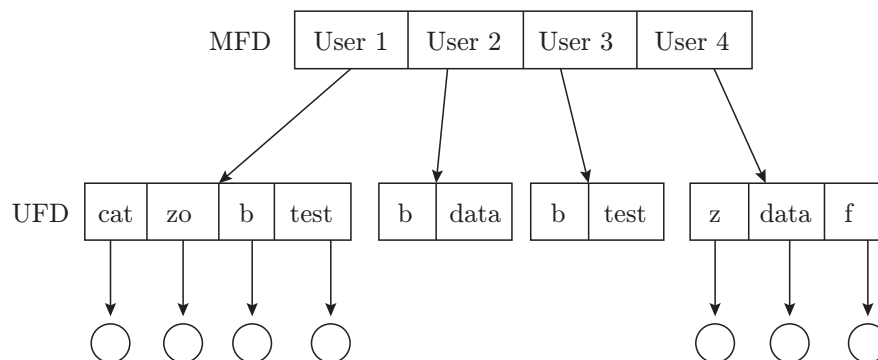 MFD User 1 User 2 User 3 User 4
UFD cat zo b test b data b test z data f